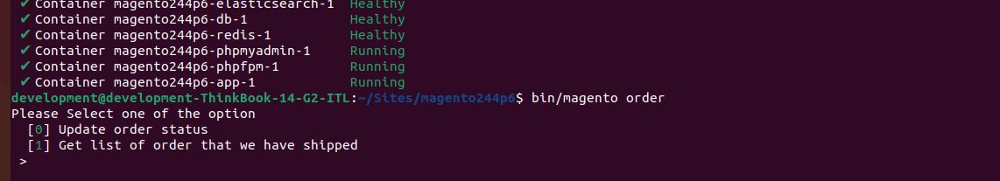 ✔ Container magento244p6-elasticsearch-1 Healthy
✔ Container magento244p6-db-1 Healthy
✔ Container magento244p6-redis-1 Healthy
✔ Container magento244p6-phpmyadmin-1 Running
✔ Container magento244p6-phpfpm-1 Running
✔ Container magento244p6-app-1 Running
development@development-ThinkBook-14-G2-ITL:~/Sites/magento244p6$ bin/magento order
Please Select one of the option
[0] Update order status
[1] Get list of order that we have shipped
>